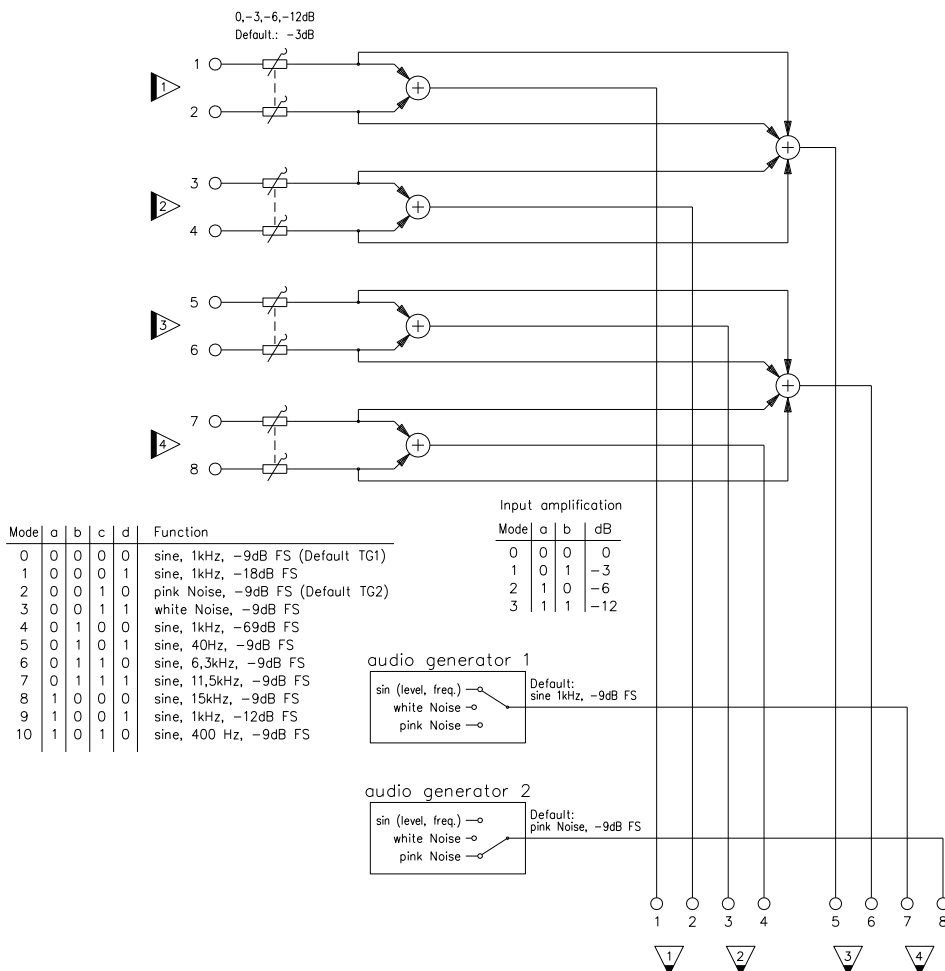 0,-3,-6,-12dB
Default.: -3dB
1
1
2
3
2
4
5
3
6
7
4
8
Mode a b c d Function
0 0 0 0 0 sine, 1kHz, -9dB FS (Default TG1)
1 0 0 0 1 sine, 1kHz, -18dB FS
2 0 0 1 0 pink Noise, -9dB FS (Default TG2)
3 0 0 1 1 white Noise, -9dB FS
4 0 1 0 0 sine, 1kHz, -69dB FS
5 0 1 0 1 sine, 40Hz, -9dB FS
6 0 1 1 0 sine, 6,3kHz, -9dB FS
7 0 1 1 1 sine, 11,5kHz, -9dB FS
8 1 0 0 0 sine, 15kHz, -9dB FS
9 1 0 0 1 sine, 1kHz, -12dB FS
10 1 0 1 0 sine, 400 Hz, -9dB FS
Input amplification
Mode a b dB
0 0 0 0
1 0 1 -3
2 1 0 -6
3 1 1 -12
audio generator 1
sin (level, freq.)
white Noise
pink Noise
Default:
sine 1kHz, -9dB FS
audio generator 2
sin (level, freq.)
white Noise
pink Noise
Default:
pink Noise, -9dB FS
1 2 3 4 5 6 7 8
1 2 3 4